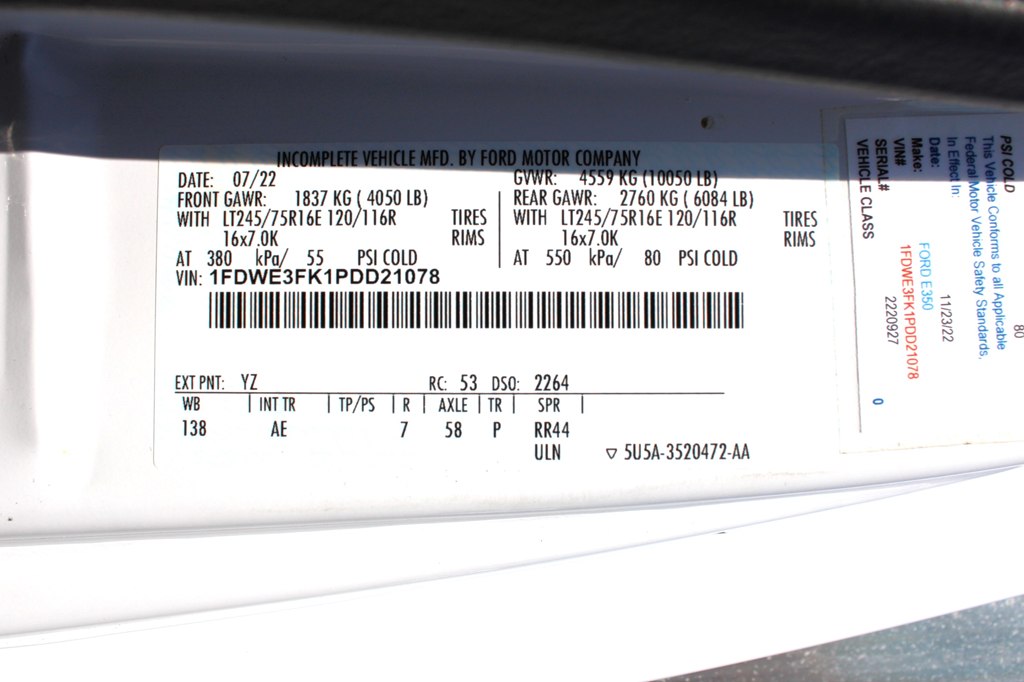 INCOMPLETE VEHICLE MFD. BY FORD MOTOR COMPANY
DATE: 07/22 GVWR: 4559 KG (10050 LB)
FRONT GAWR: 1837 KG ( 4050 LB) REAR GAWR: 2760 KG ( 6084 LB)
WITH LT245/75R16E 120/116R TIRES WITH LT245/75R16E 120/116R TIRES
16x7.0K RIMS 16x7.0K RIMS
AT 380 kPa/ 55 PSI COLD AT 550 kPa/ 80 PSI COLD
VIN: 1FDWE3FK1PDD21078
EXT PNT: YZ RC: 53 DSO: 2264
WB | INT TR | TP/PS | R | AXLE | TR | SPR |
138 AE 7 58 P RR44
ULN ▽ 5U5A-3520472-AA
80
PSI COLD
This Vehicle Conforms to all Applicable
Federal Motor Vehicle Safety Standards,
In Effect In:
Date: 11/23/22
Make: FORD E350
VIN# 1FDWE3FK1PDD21078
SERIAL# 2220927
VEHICLE CLASS 0